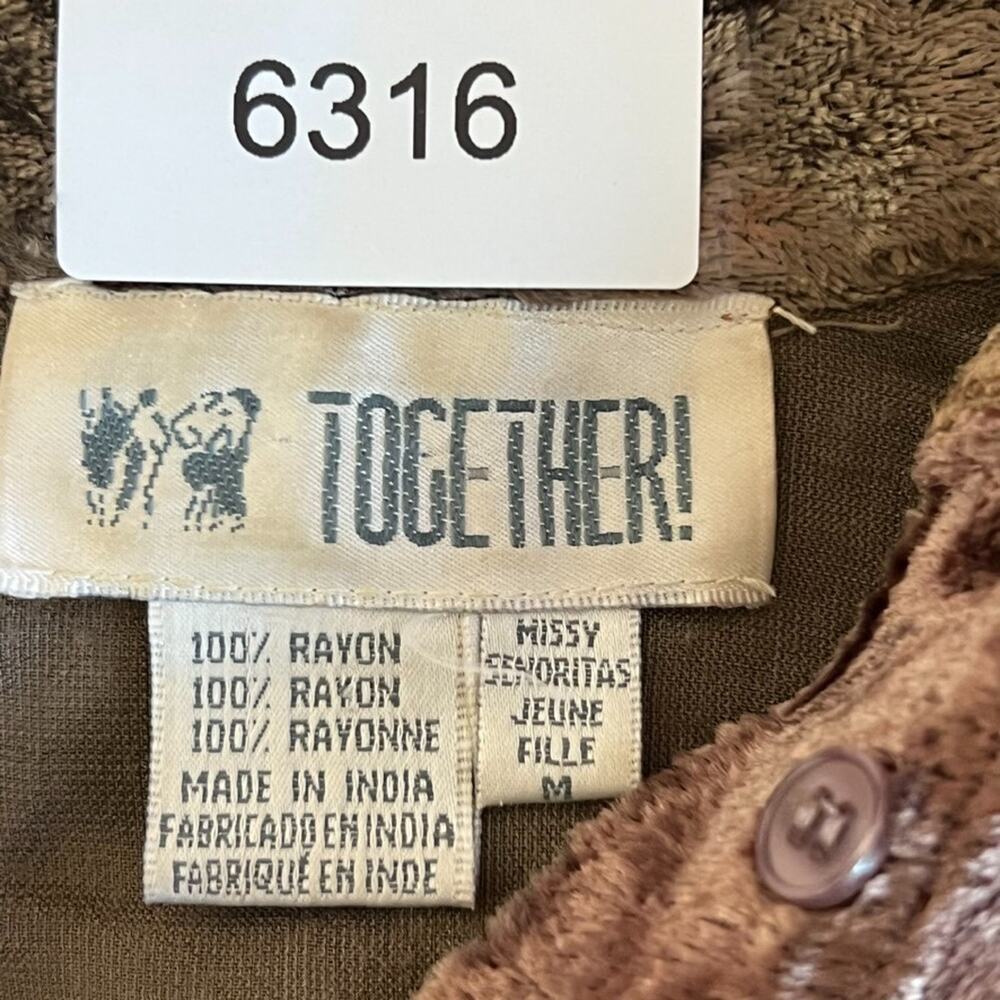 6316
TOGETHER!
100% RAYON
100% RAYON
100% RAYONNE
MADE IN INDIA
FABRICADO EN INDIA
FABRIQUÉ EN INDE
MISSY
SEÑORITAS
JEUNE
FILLE
M